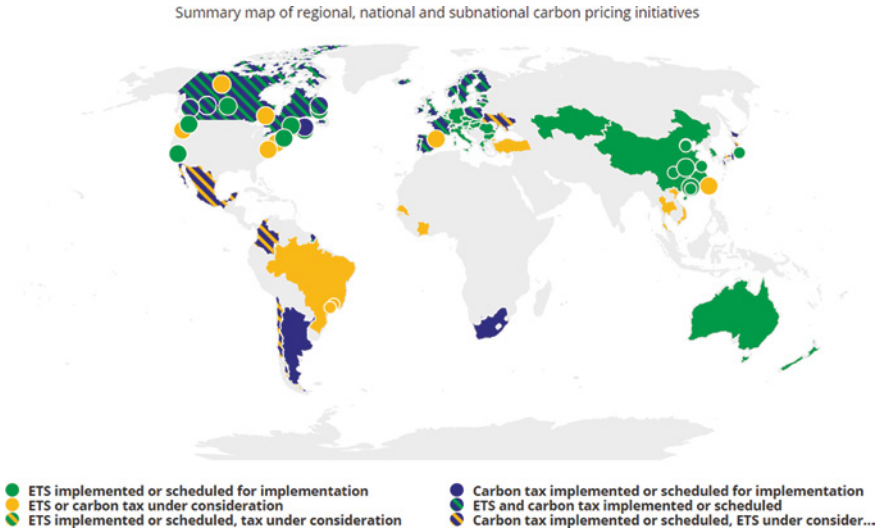 Summary map of regional, national and subnational carbon pricing initiatives
ETS implemented or scheduled for implementation
ETS or carbon tax under consideration
ETS implemented or scheduled, tax under consideration
Carbon tax implemented or scheduled for implementation
ETS and carbon tax implemented or scheduled
Carbon tax implemented or scheduled, ETS under consider...